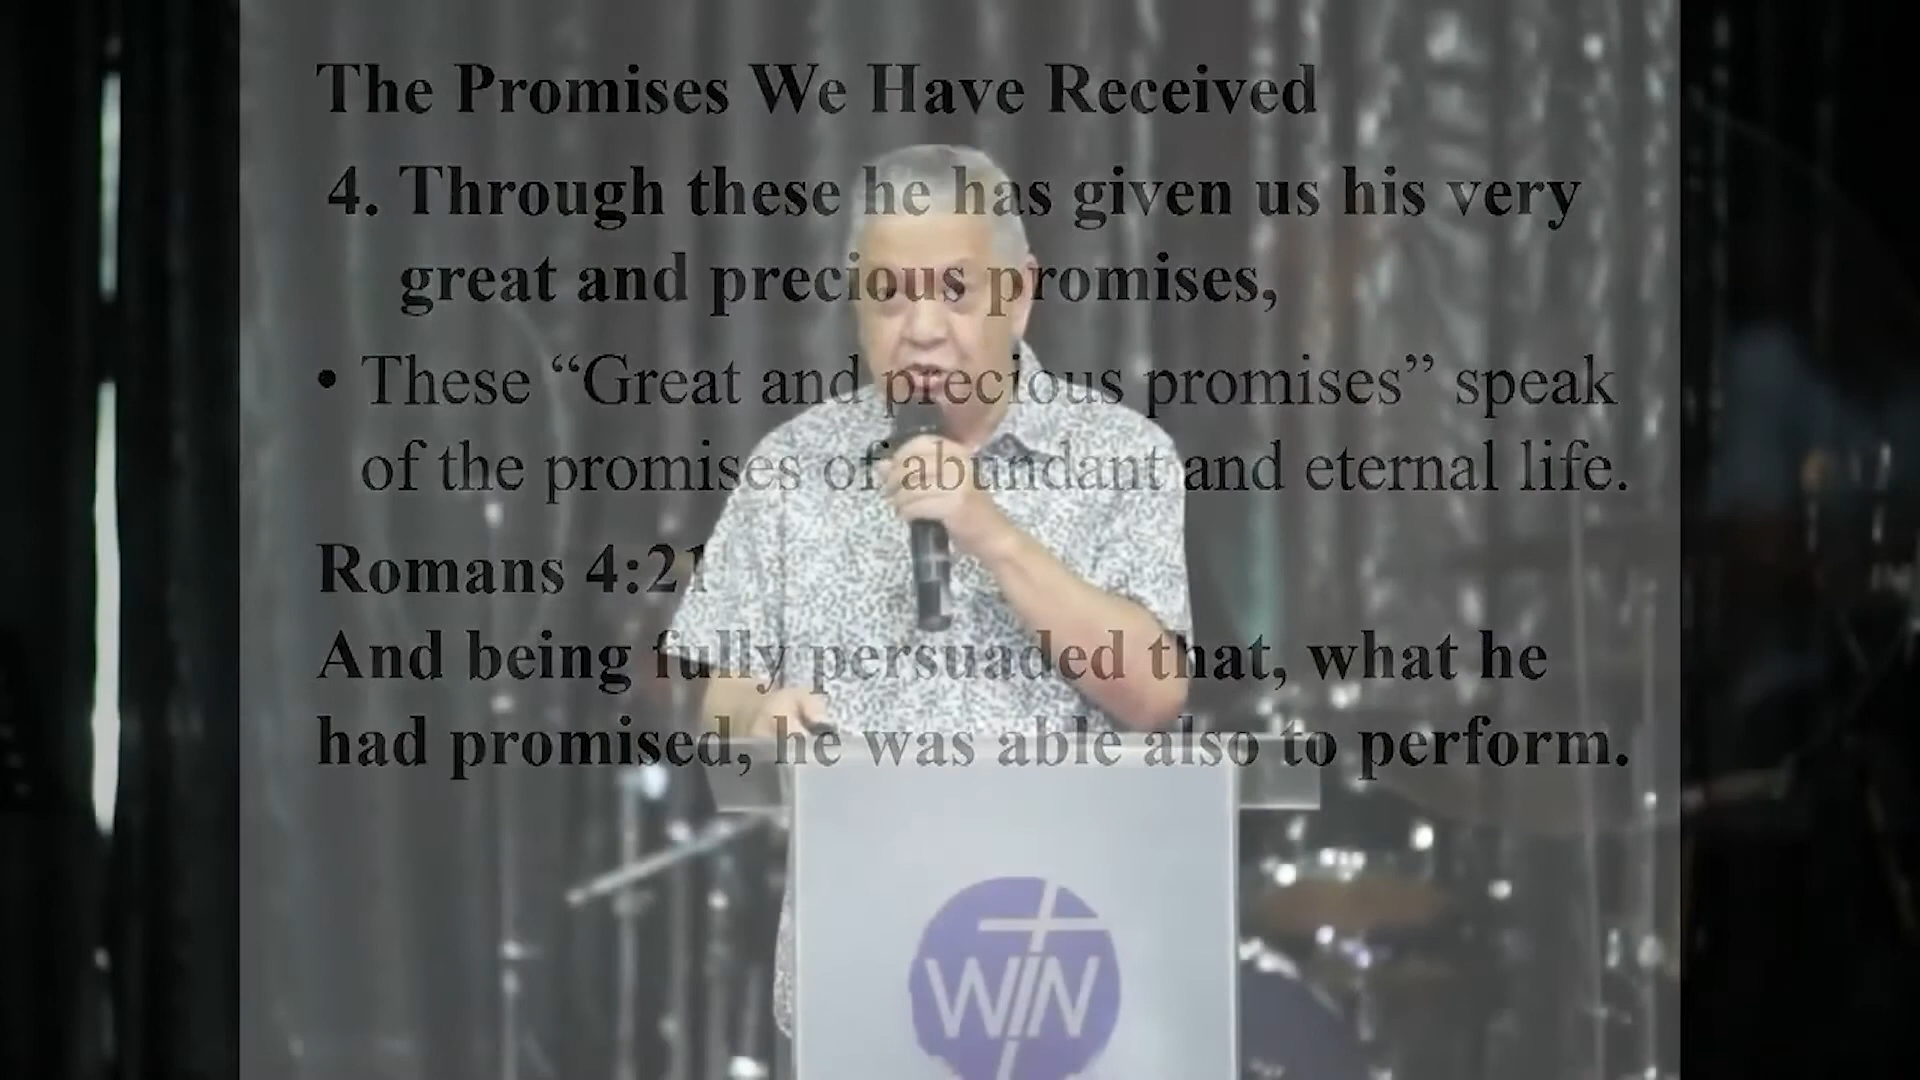 The Promises We Have Received
4. Through these he has given us his very
great and precious promises,
• These “Great and precious promises” speak
of the promises of abundant and eternal life.
Romans 4:21
And being fully persuaded that, what he
had promised, he was able also to perform.
WIN